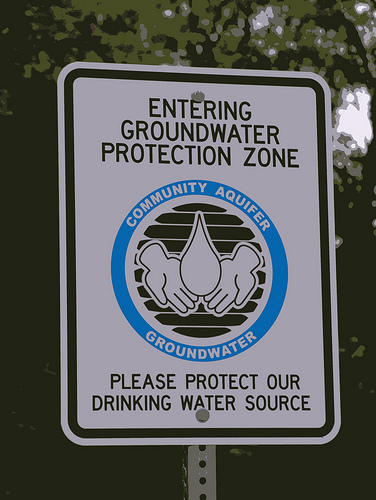 ENTERING
GROUNDWATER
PROTECTION ZONE
COMMUNITY AQUIFER
GROUNDWATER
PLEASE PROTECT OUR
DRINKING WATER SOURCE